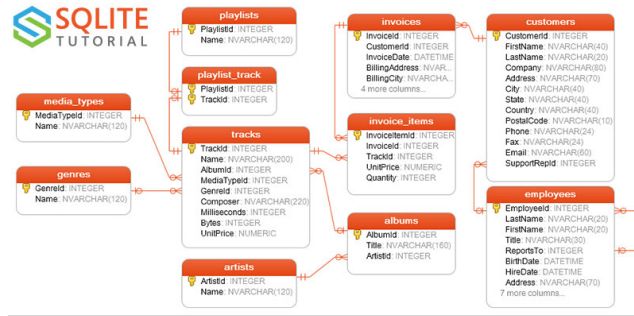 SQLITE
TUTORIAL
playlists
PlaylistId: INTEGER
Name: NVARCHAR(120)
playlist_track
PlaylistId: INTEGER
TrackId: INTEGER
media_types
MediaTypeId: INTEGER
Name: NVARCHAR(120)
genres
GenreId: INTEGER
Name: NVARCHAR(120)
tracks
TrackId: INTEGER
Name: NVARCHAR(200)
AlbumId: INTEGER
MediaTypeId: INTEGER
GenreId: INTEGER
Composer: NVARCHAR(220)
Milliseconds: INTEGER
Bytes: INTEGER
UnitPrice: NUMERIC
artists
ArtistId: INTEGER
Name: NVARCHAR(120)
invoices
InvoiceId: INTEGER
CustomerId: INTEGER
InvoiceDate: DATETIME
BillingAddress: NVAR...
BillingCity: NVARCHA...
4 more columns...
invoice_items
InvoiceItemId: INTEGER
InvoiceId: INTEGER
TrackId: INTEGER
UnitPrice: NUMERIC
Quantity: INTEGER
albums
AlbumId: INTEGER
Title: NVARCHAR(160)
ArtistId: INTEGER
customers
CustomerId: INTEGER
FirstName: NVARCHAR(40)
LastName: NVARCHAR(20)
Company: NVARCHAR(80)
Address: NVARCHAR(70)
City: NVARCHAR(40)
State: NVARCHAR(40)
Country: NVARCHAR(40)
PostalCode: NVARCHAR(10)
Phone: NVARCHAR(24)
Fax: NVARCHAR(24)
Email: NVARCHAR(60)
SupportRepId: INTEGER
employees
EmployeeId: INTEGER
LastName: NVARCHAR(20)
FirstName: NVARCHAR(20)
Title: NVARCHAR(30)
ReportsTo: INTEGER
BirthDate: DATETIME
HireDate: DATETIME
Address: NVARCHAR(70)
7 more columns...